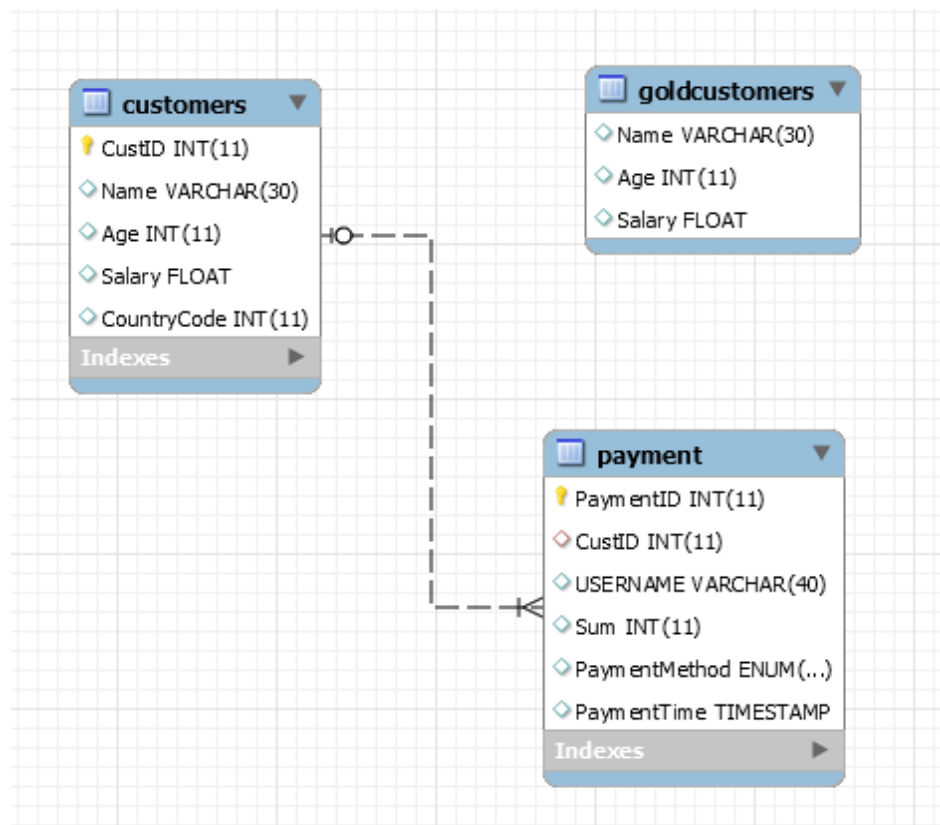 customers
CustID INT(11)
Name VARCHAR(30)
Age INT(11)
Salary FLOAT
CountryCode INT(11)
Indexes
goldcustomers
Name VARCHAR(30)
Age INT(11)
Salary FLOAT
payment
PaymentID INT(11)
CustID INT(11)
USERNAME VARCHAR(40)
Sum INT(11)
PaymentMethod ENUM(...)
PaymentTime TIMESTAMP
Indexes